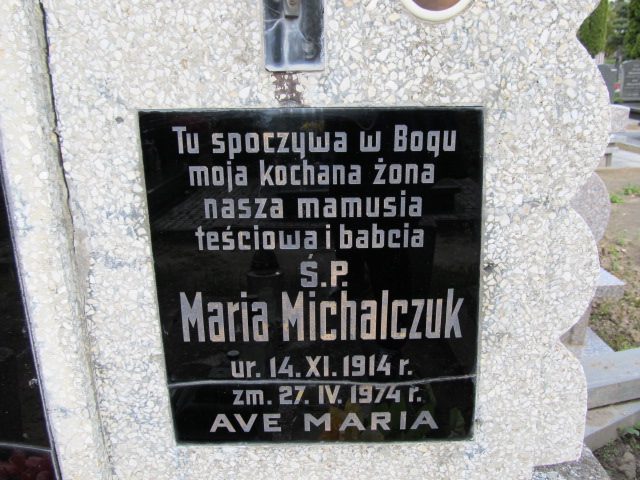 Tu spoczywa w Bogu
moja kochana żona
nasza mamusia
teściowa i babcia
Ś.P.
Maria Michalczuk
ur. 14. XI. 1914 r.
zm. 27. IV. 1974 r.
AVE MARIA